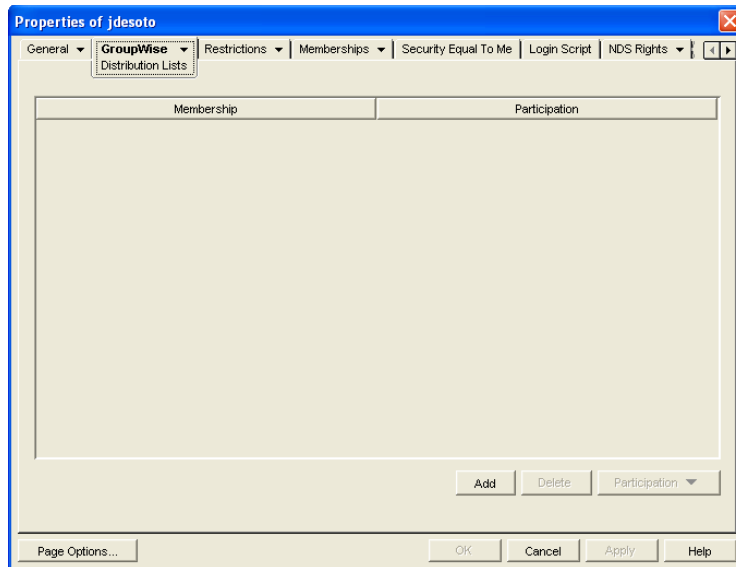 Properties of jdesoto
General GroupWise Restrictions Memberships Security Equal To Me Login Script NDS Rights
Distribution Lists
Membership Participation
Add Delete Participation
Page Options... OK Cancel Apply Help